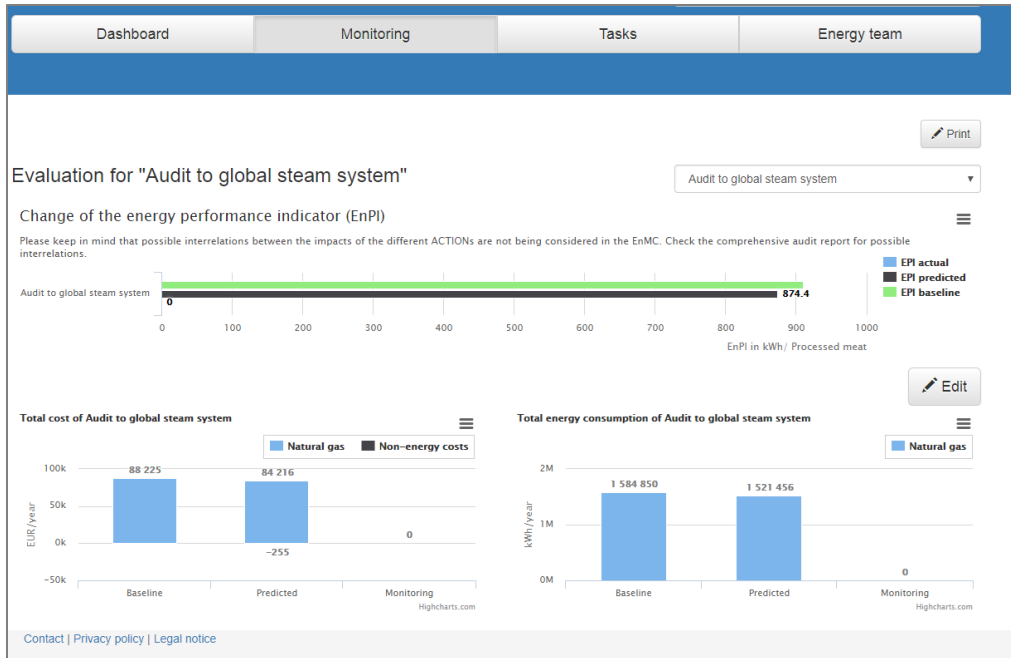 Dashboard Monitoring Tasks Energy team
Print
Evaluation for "Audit to global steam system"
Audit to global steam system
Change of the energy performance indicator (EnPI)
Please keep in mind that possible interrelations between the impacts of the different ACTIONs are not being considered in the EnMC. Check the comprehensive audit report for possible
interrelations.
EPI actual
EPI predicted
EPI baseline
Audit to global steam system
874.4
0
0 100 200 300 400 500 600 700 800 900 1000
EnPI in kWh/ Processed meat
Edit
Total cost of Audit to global steam system
Natural gas Non-energy costs
100k
50k
0k
-50k
EUR/year
88 225
84 216
-255
0
Baseline Predicted Monitoring
Highcharts.com
Total energy consumption of Audit to global steam system
Natural gas
2M
1M
0M
kWh/year
1 584 850
1 521 456
0
Baseline Predicted Monitoring
Highcharts.com
Contact | Privacy policy | Legal notice